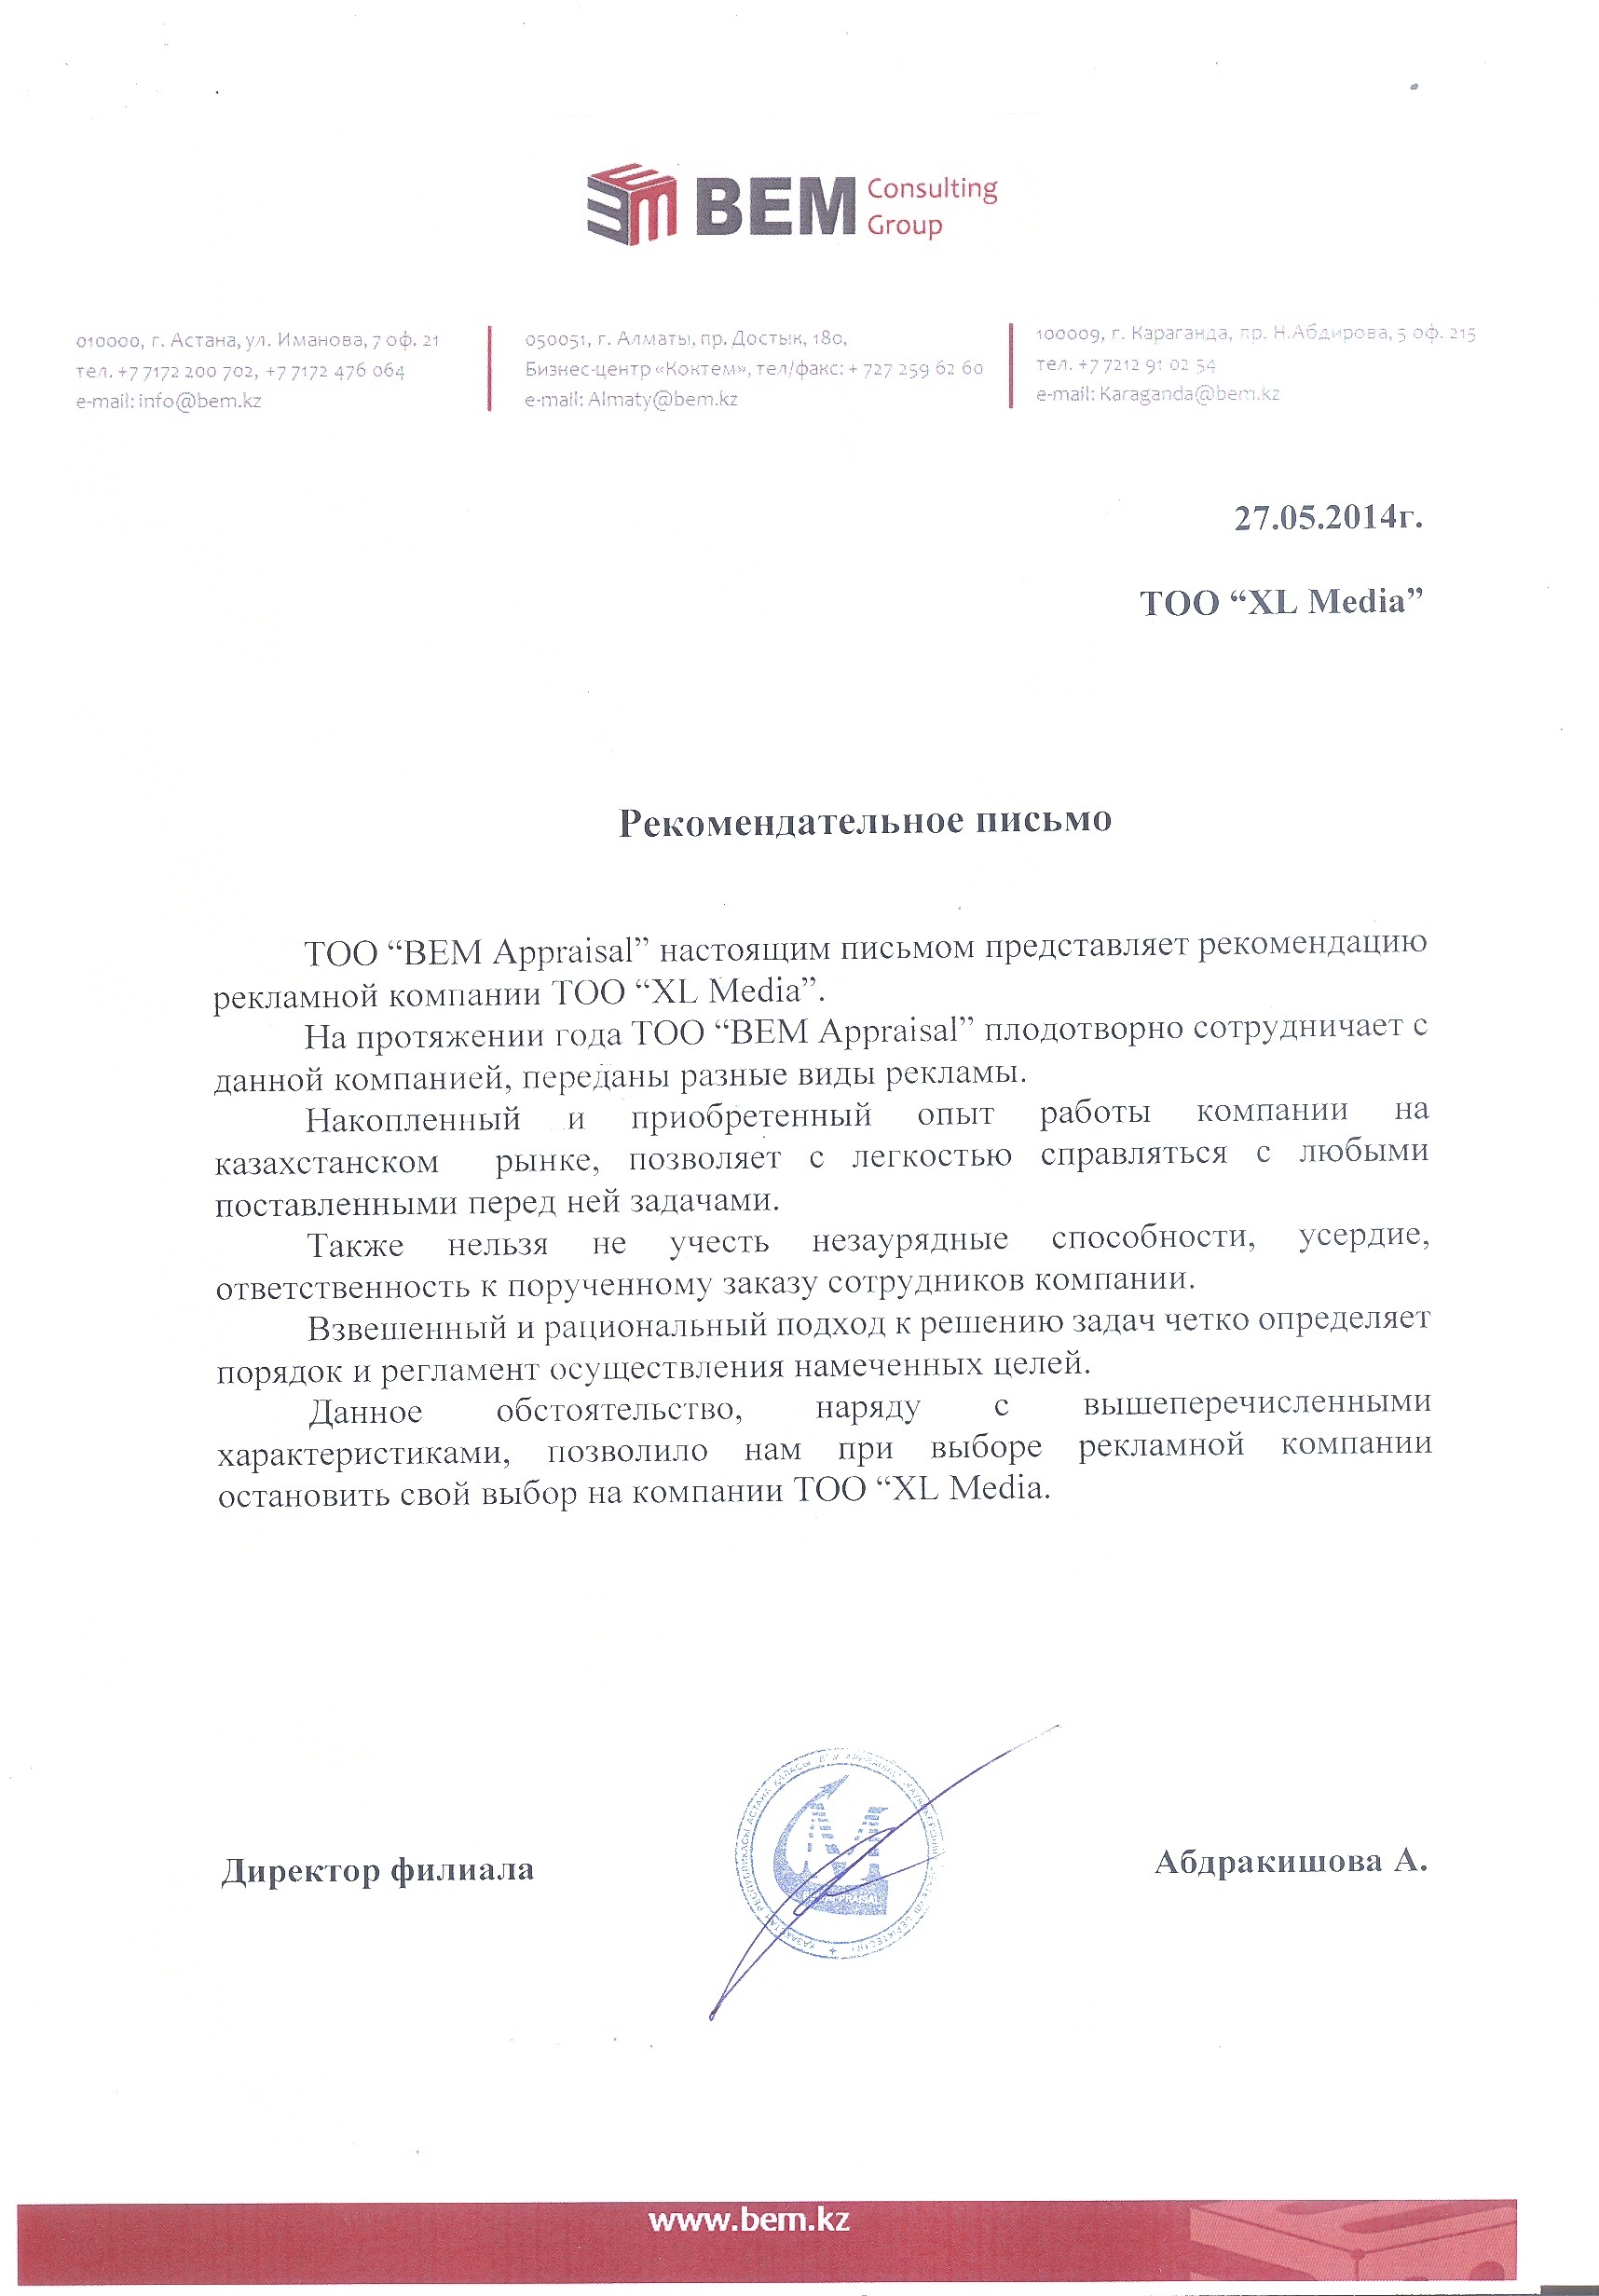 BEM Consulting
Group
010000, г. Астана, ул. Иманова, 7 оф. 21
тел. +7 7172 200 702, +7 7172 476 064
e-mail: info@bem.kz
050051, г. Алматы, пр. Достык, 180,
Бизнес-центр «Коктем», тел/факс: + 727 259 62 60
e-mail: Almaty@bem.kz
100009, г. Караганда, пр. Н.Абдирова, 5 оф. 215
тел. +7 7212 91 02 54
e-mail: Karaganda@bem.kz
27.05.2014г.
ТОО “XL Media”
Рекомендательное письмо
ТОО “BEM Appraisal” настоящим письмом представляет рекомендацию
рекламной компании ТОО “XL Media”.
На протяжении года ТОО “BEM Appraisal” плодотворно сотрудничает с
данной компанией, переданы разные виды рекламы.
Накопленный и приобретенный опыт работы компании на
казахстанском рынке, позволяет с легкостью справляться с любыми
поставленными перед ней задачами.
Также нельзя не учесть незаурядные способности, усердие,
ответственность к порученному заказу сотрудников компании.
Взвешенный и рациональный подход к решению задач четко определяет
порядок и регламент осуществления намеченных целей.
Данное обстоятельство, наряду с вышеперечисленными
характеристиками, позволило нам при выборе рекламной компании
остановить свой выбор на компании ТОО “XL Media.
Директор филиала
Абдракишова А.
www.bem.kz